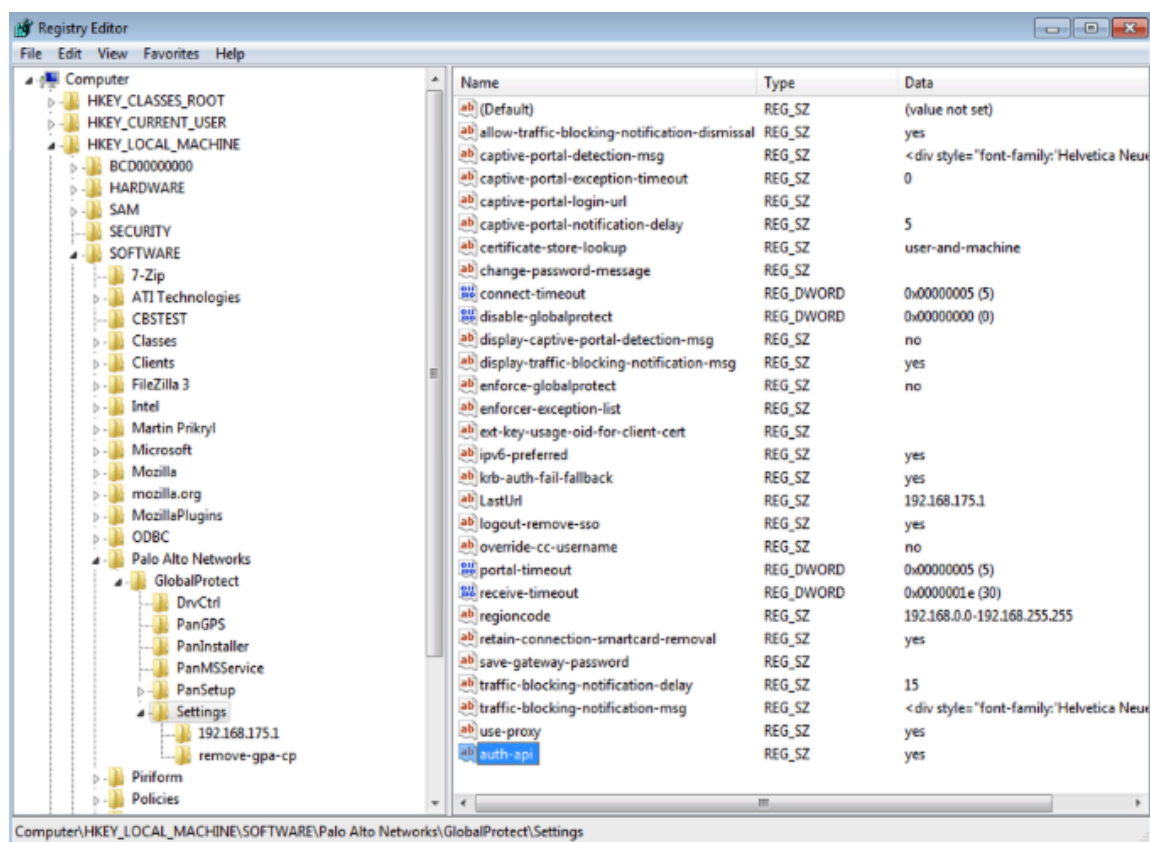 Registry Editor
File Edit View Favorites Help
Computer
HKEY_CLASSES_ROOT
HKEY_CURRENT_USER
HKEY_LOCAL_MACHINE
BCD00000000
HARDWARE
SAM
SECURITY
SOFTWARE
7-Zip
ATI Technologies
CBSTEST
Classes
Clients
FileZilla 3
Intel
Martin Prikryl
Microsoft
Mozilla
mozilla.org
MozillaPlugins
ODBC
Palo Alto Networks
GlobalProtect
DrvCtrl
PanGPS
PanInstaller
PanMSService
PanSetup
Settings
192.168.175.1
remove-gpa-cp
Piriform
Policies
Name Type Data
(Default) REG_SZ (value not set)
allow-traffic-blocking-notification-dismissal REG_SZ yes
captive-portal-detection-msg REG_SZ <div style="font-family:'Helvetica Neue
captive-portal-exception-timeout REG_SZ 0
captive-portal-login-url REG_SZ
captive-portal-notification-delay REG_SZ 5
certificate-store-lookup REG_SZ user-and-machine
change-password-message REG_SZ
connect-timeout REG_DWORD 0x00000005 (5)
disable-globalprotect REG_DWORD 0x00000000 (0)
display-captive-portal-detection-msg REG_SZ no
display-traffic-blocking-notification-msg REG_SZ yes
enforce-globalprotect REG_SZ no
enforcer-exception-list REG_SZ
ext-key-usage-oid-for-client-cert REG_SZ
ipv6-preferred REG_SZ yes
krb-auth-fail-fallback REG_SZ yes
LastUrl REG_SZ 192.168.175.1
logout-remove-sso REG_SZ yes
override-cc-username REG_SZ no
portal-timeout REG_DWORD 0x00000005 (5)
receive-timeout REG_DWORD 0x0000001e (30)
regioncode REG_SZ 192.168.0.0-192.168.255.255
retain-connection-smartcard-removal REG_SZ yes
save-gateway-password REG_SZ
traffic-blocking-notification-delay REG_SZ 15
traffic-blocking-notification-msg REG_SZ <div style="font-family:'Helvetica Neue
use-proxy REG_SZ yes
auth-api REG_SZ yes
Computer\HKEY_LOCAL_MACHINE\SOFTWARE\Palo Alto Networks\GlobalProtect\Settings